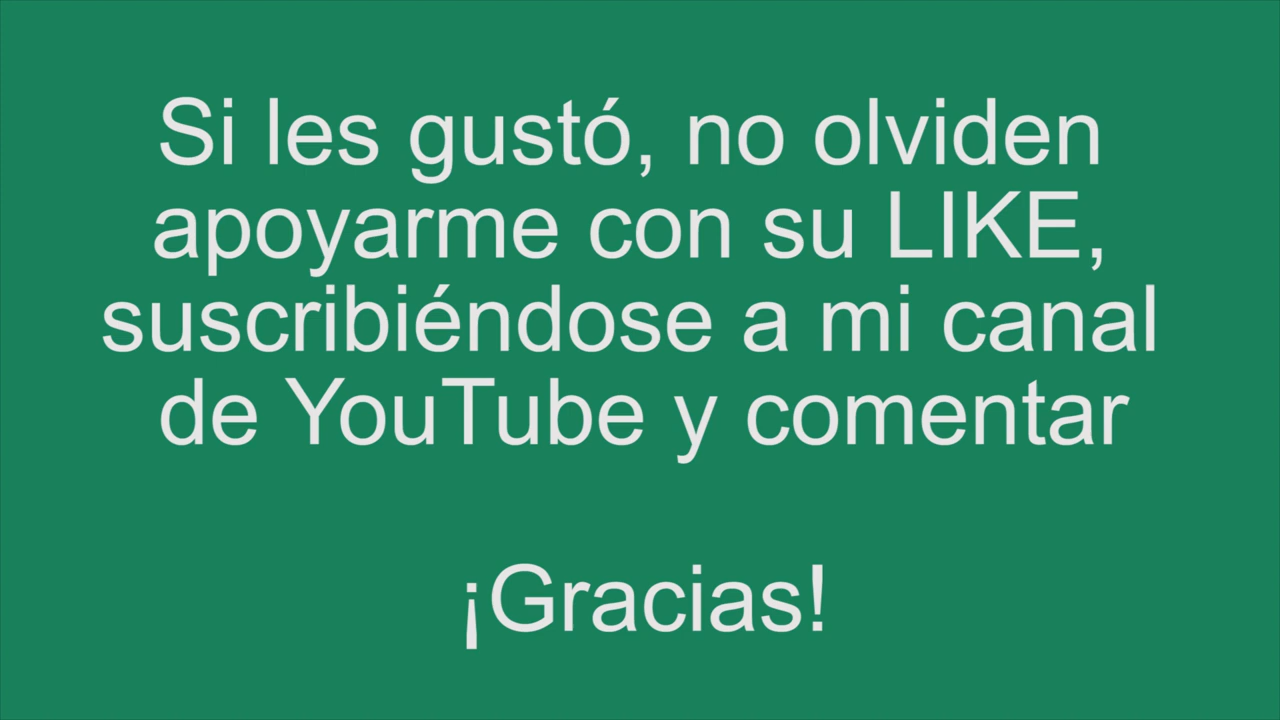 Si les gustó, no olviden
apoyarme con su LIKE,
suscribiéndose a mi canal
de YouTube y comentar
¡Gracias!